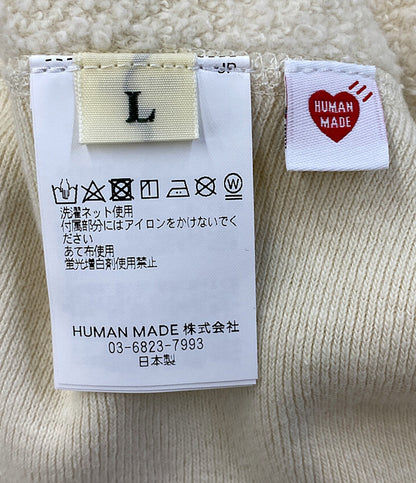 JP
L
HUMAN
MADE
洗濯ネット使用
付属部分にはアイロンをかけないでく
ださい
あて布使用
蛍光増白剤使用禁止
HUMAN MADE 株式会社
03-6823-7993
日本製